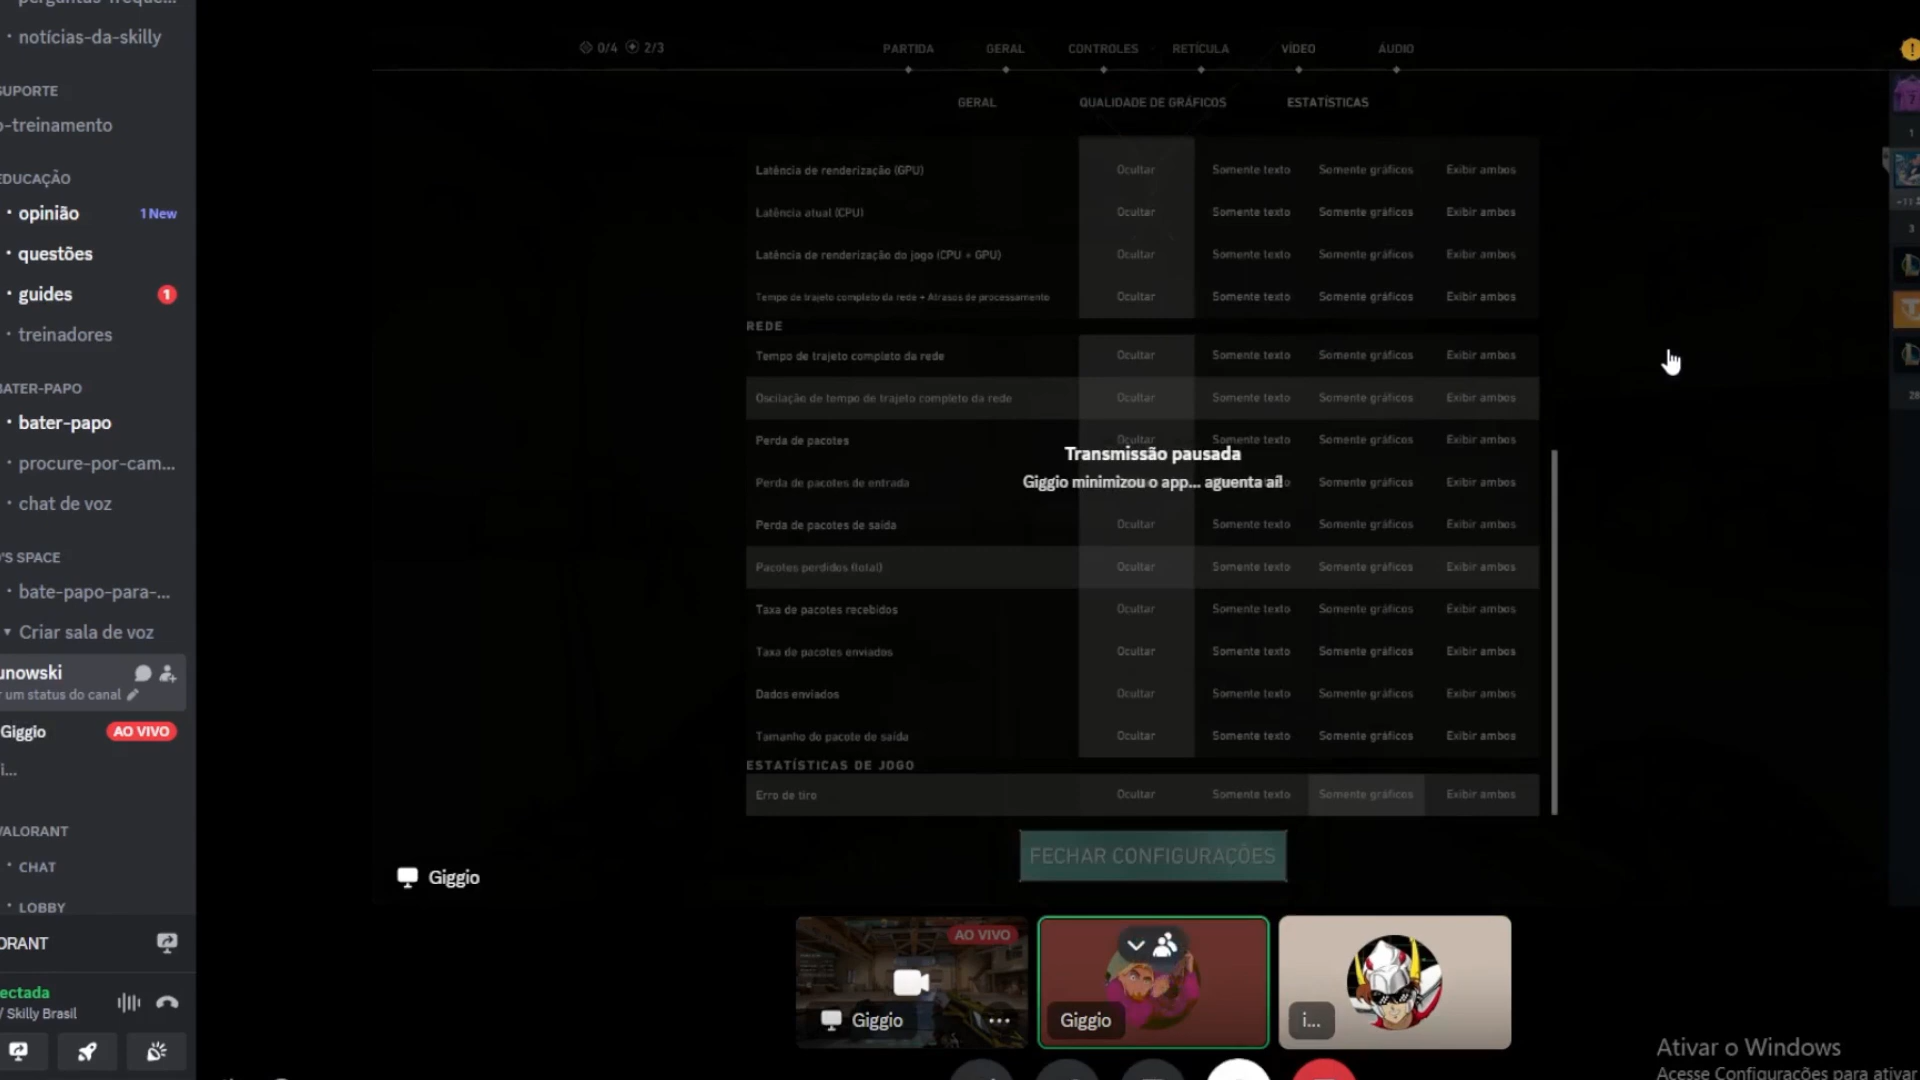 notícias-da-skilly
SUPORTE
o-treinamento
EDUCAÇÃO
opinião 1 New
questões
guides 1
treinadores
BATER-PAPO
bater-papo
procure-por-cam...
chat de voz
O'S SPACE
bate-papo-para-...
Criar sala de voz
unowski
r um status do canal
Giggio AO VIVO
i...
VALORANT
CHAT
LOBBY
ORANT
ectada
/ Skilly Brasil
0/4 2/3
PARTIDA GERAL CONTROLES RETÍCULA VÍDEO ÁUDIO
GERAL QUALIDADE DE GRÁFICOS ESTATÍSTICAS
Latência de renderização (GPU) Ocultar Somente texto Somente gráficos Exibir ambos
Latência atual (CPU) Ocultar Somente texto Somente gráficos Exibir ambos
Latência de renderização do jogo (CPU + GPU) Ocultar Somente texto Somente gráficos Exibir ambos
Tempo de trajeto completo da rede + Atrasos de processamento Ocultar Somente texto Somente gráficos Exibir ambos
REDE
Tempo de trajeto completo da rede Ocultar Somente texto Somente gráficos Exibir ambos
Oscilação de tempo de trajeto completo da rede Ocultar Somente texto Somente gráficos Exibir ambos
Perda de pacotes Ocultar Somente texto Somente gráficos Exibir ambos
Transmissão pausada
Giggio minimizou o app... aguenta aí!
Perda de pacotes de entrada Somente texto Somente gráficos Exibir ambos
Perda de pacotes de saída Ocultar Somente texto Somente gráficos Exibir ambos
Pacotes perdidos (total) Ocultar Somente texto Somente gráficos Exibir ambos
Taxa de pacotes recebidos Ocultar Somente texto Somente gráficos Exibir ambos
Taxa de pacotes enviados Ocultar Somente texto Somente gráficos Exibir ambos
Dados enviados Ocultar Somente texto Somente gráficos Exibir ambos
Tamanho do pacote de saída Ocultar Somente texto Somente gráficos Exibir ambos
ESTATÍSTICAS DE JOGO
Erro de tiro Ocultar Somente texto Somente gráficos Exibir ambos
FECHAR CONFIGURAÇÕES
Giggio
AO VIVO
Giggio
Giggio
i...
1
3
28
Ativar o Windows
Acesse Configurações para ativar